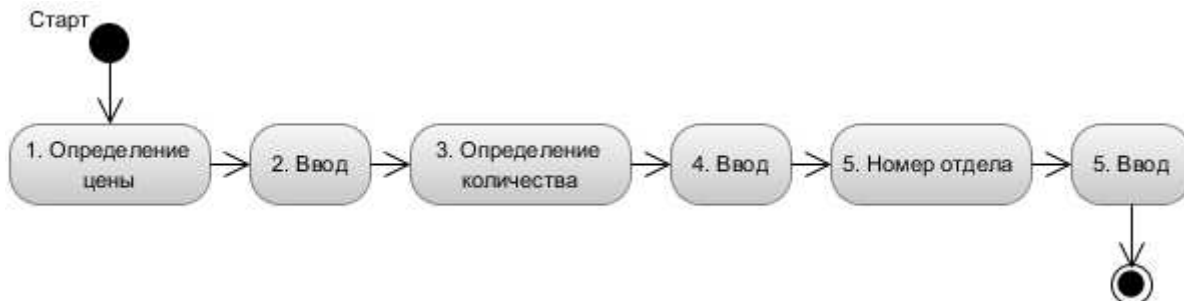 Старт
1. Определение
цены
2. Ввод
3. Определение
количества
4. Ввод
5. Номер отдела
5. Ввод